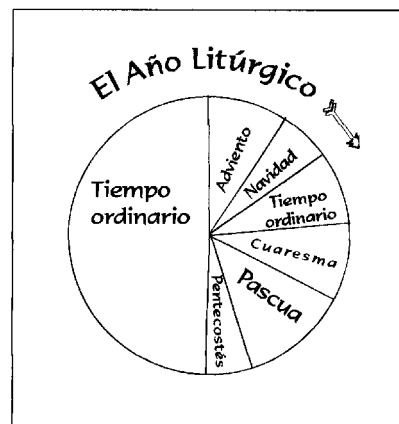 El Año Litúrgico
Adviento
Navidad
Tiempo
ordinario
Cuaresma
Pascua
Pentecostés
Tiempo
ordinario